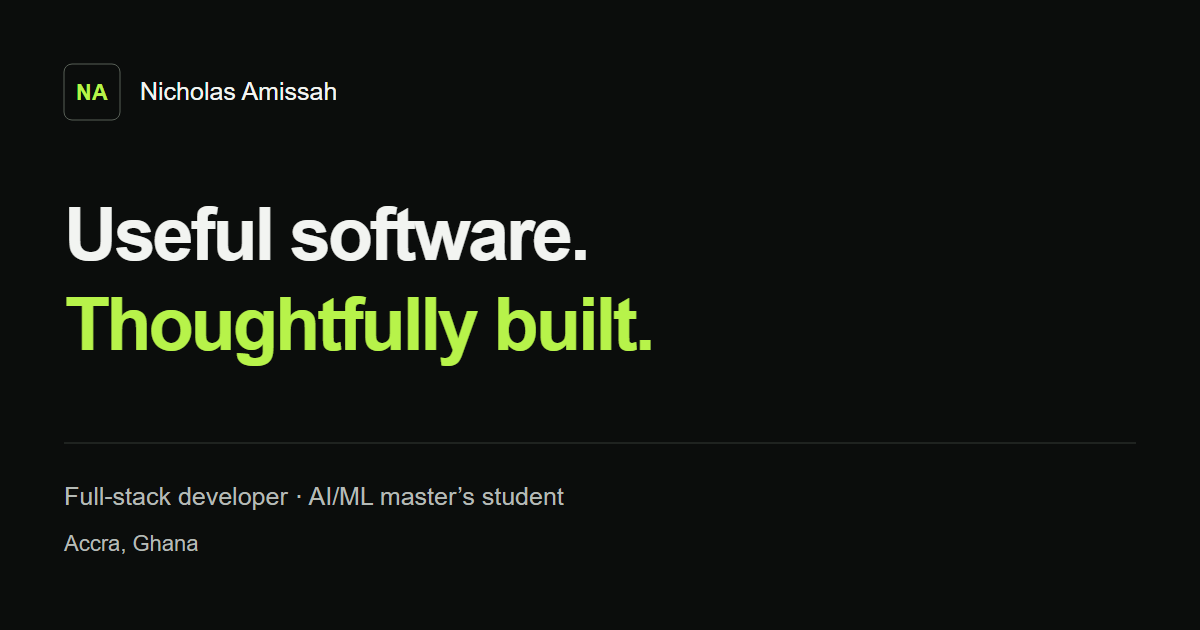 NA
Nicholas Amissah
Useful software.
Thoughtfully built.
Full-stack developer · AI/ML master’s student
Accra, Ghana